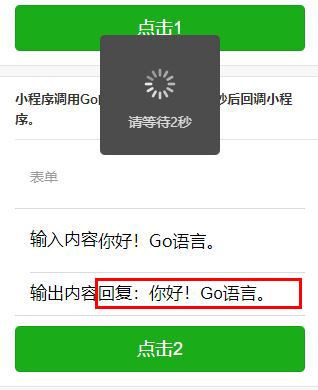 点击1
小程序调用Go
秒后回调小程
序。
请等待2秒
表单
输入内容你好！Go语言。
输出内容回复：你好！Go语言。
点击2